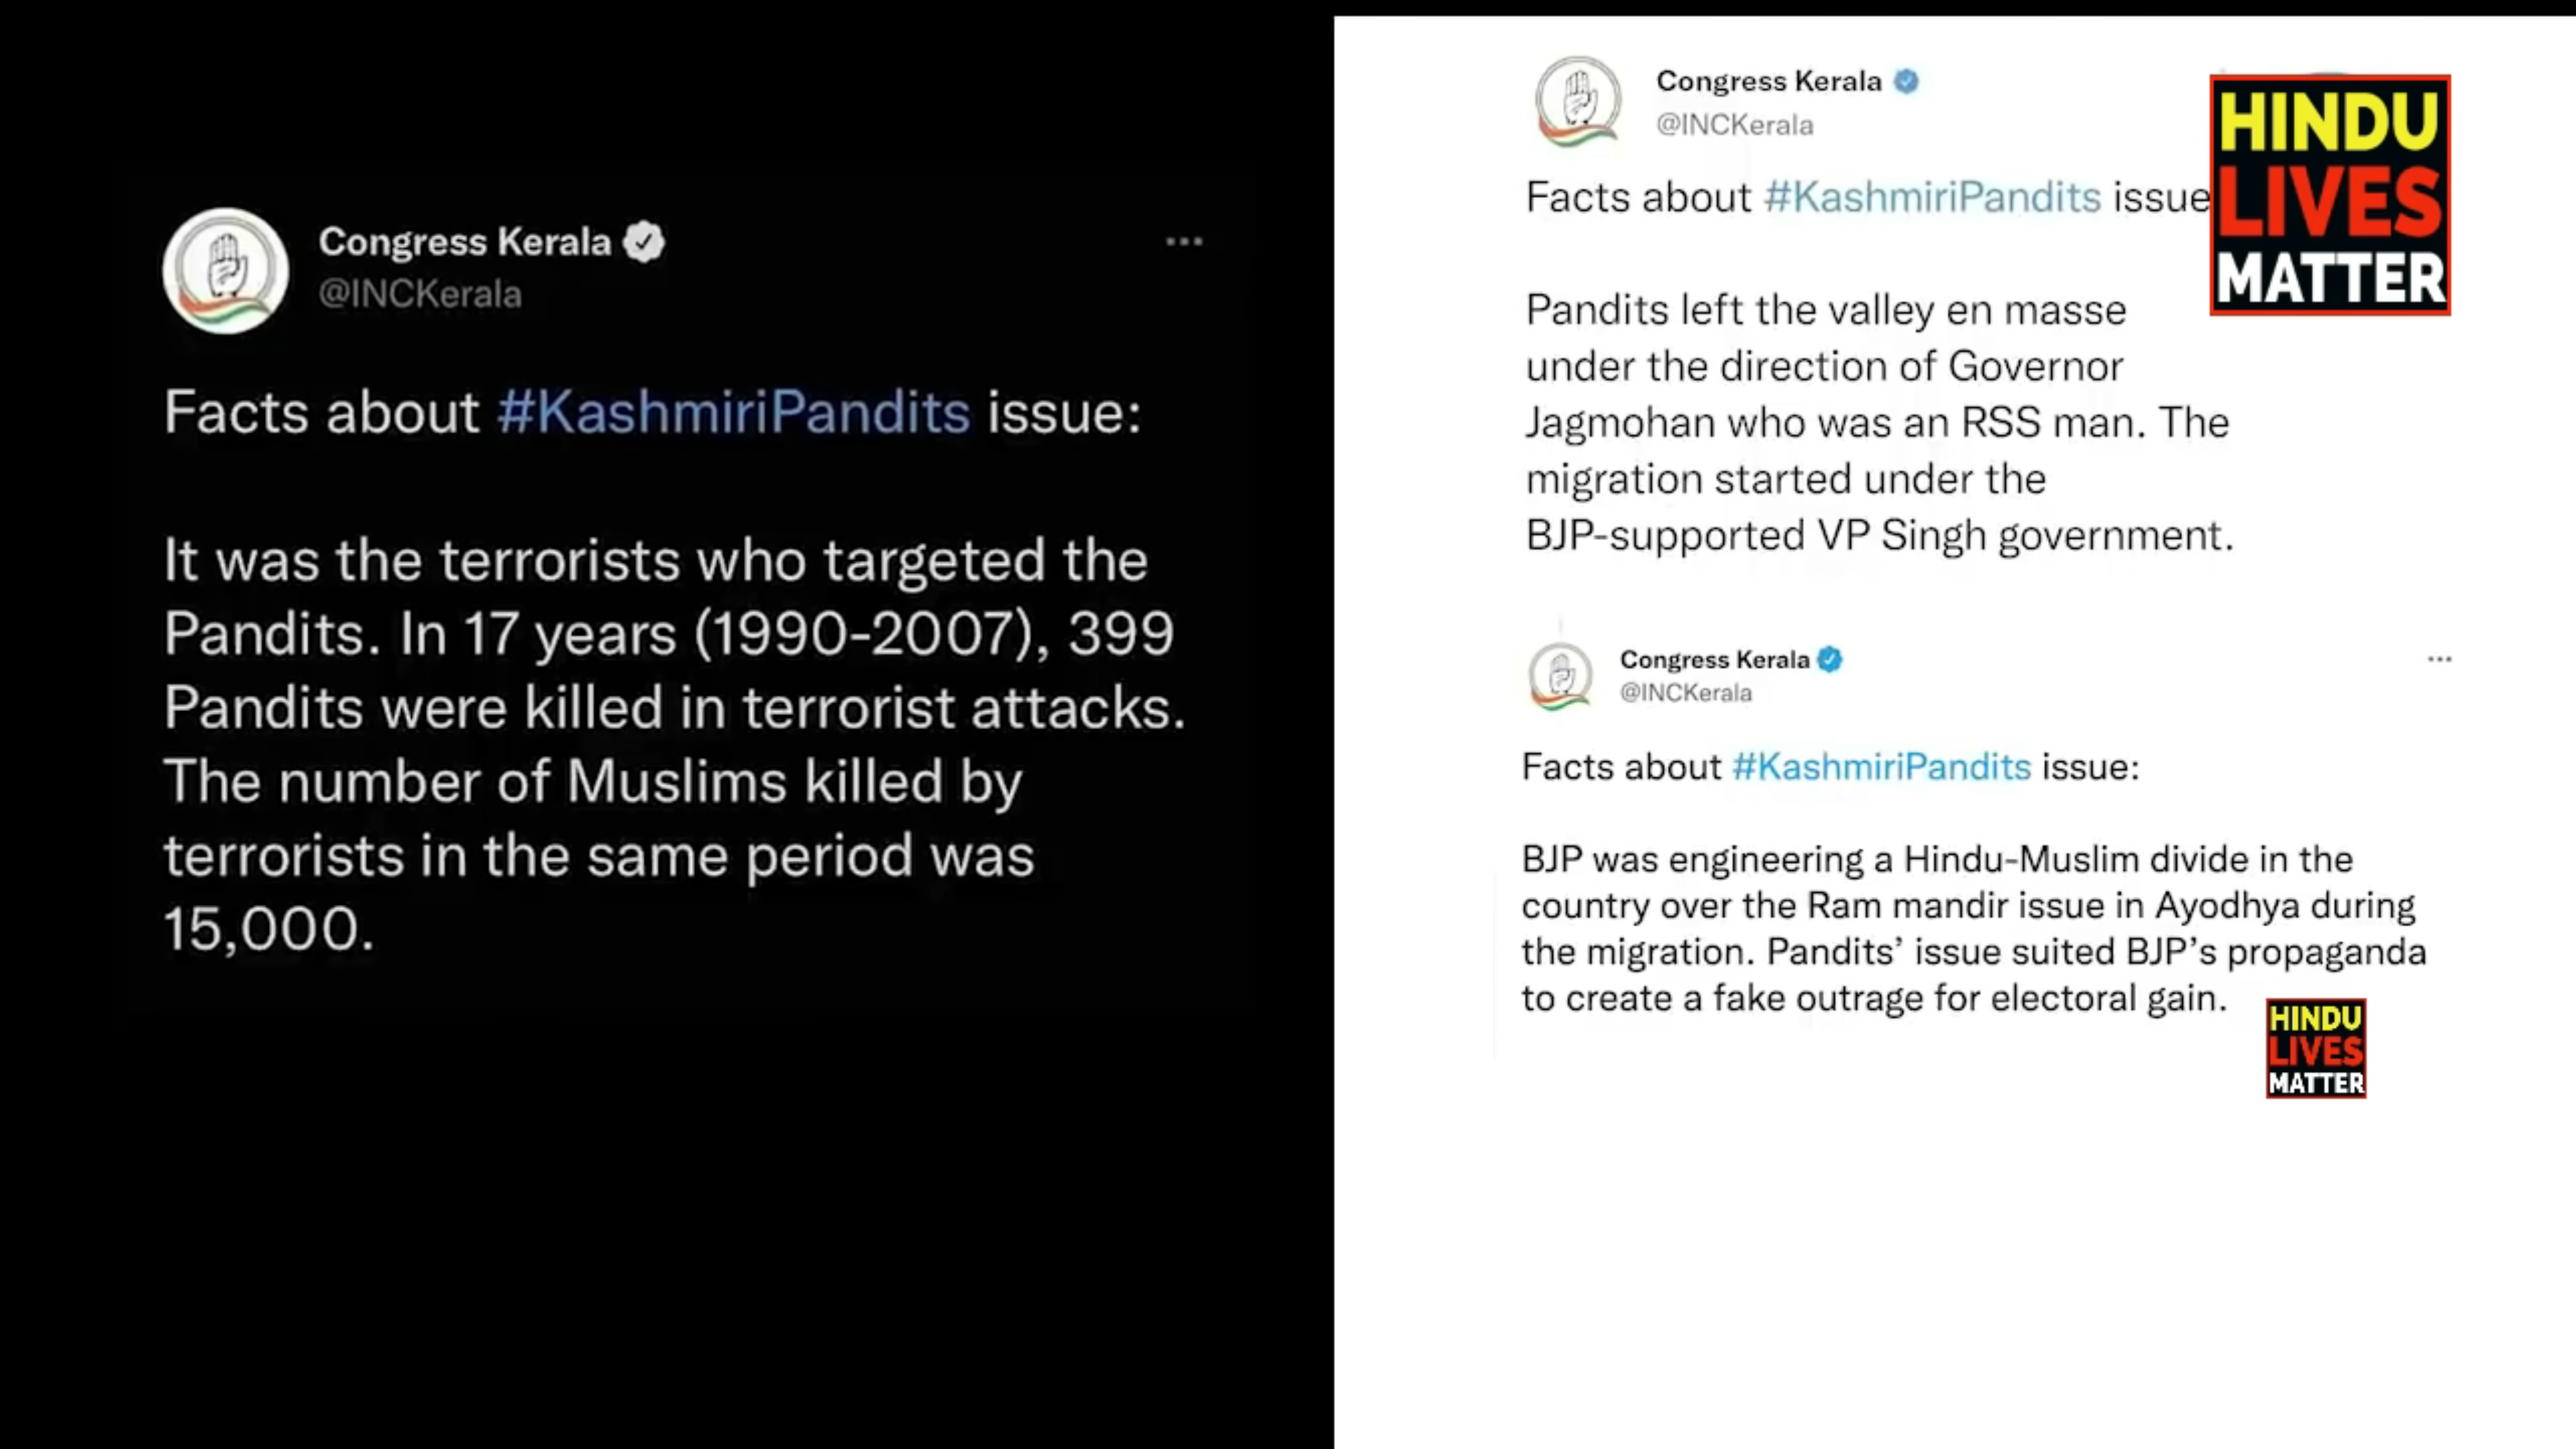 Congress Kerala
@INCKerala
Facts about #KashmiriPandits issue:
It was the terrorists who targeted the
Pandits. In 17 years (1990-2007), 399
Pandits were killed in terrorist attacks.
The number of Muslims killed by
terrorists in the same period was
15,000.
Congress Kerala
@INCKerala
Facts about #KashmiriPandits issue
Pandits left the valley en masse
under the direction of Governor
Jagmohan who was an RSS man. The
migration started under the
BJP-supported VP Singh government.
HINDU
LIVES
MATTER
Congress Kerala
@INCKerala
Facts about #KashmiriPandits issue:
BJP was engineering a Hindu-Muslim divide in the
country over the Ram mandir issue in Ayodhya during
the migration. Pandits’ issue suited BJP’s propaganda
to create a fake outrage for electoral gain.
HINDU
LIVES
MATTER